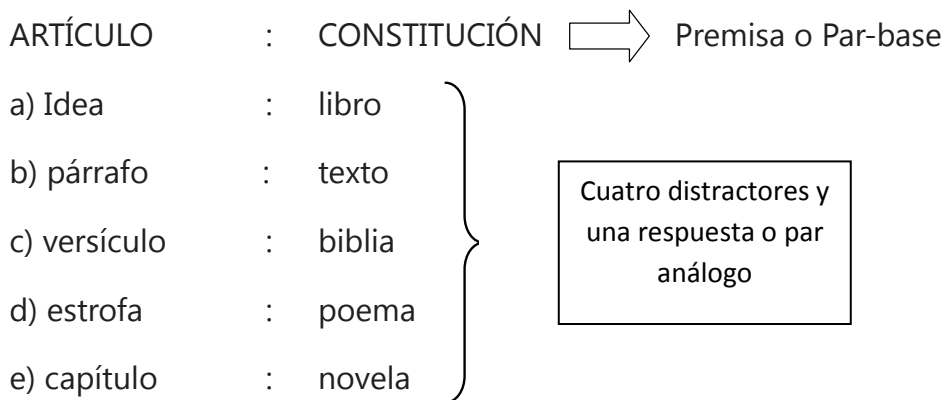 ARTÍCULO : CONSTITUCIÓN Premisa o Par-base
a) Idea : libro
b) párrafo : texto
c) versículo : biblia
d) estrofa : poema
e) capítulo : novela
Cuatro distractores y
una respuesta o par
análogo